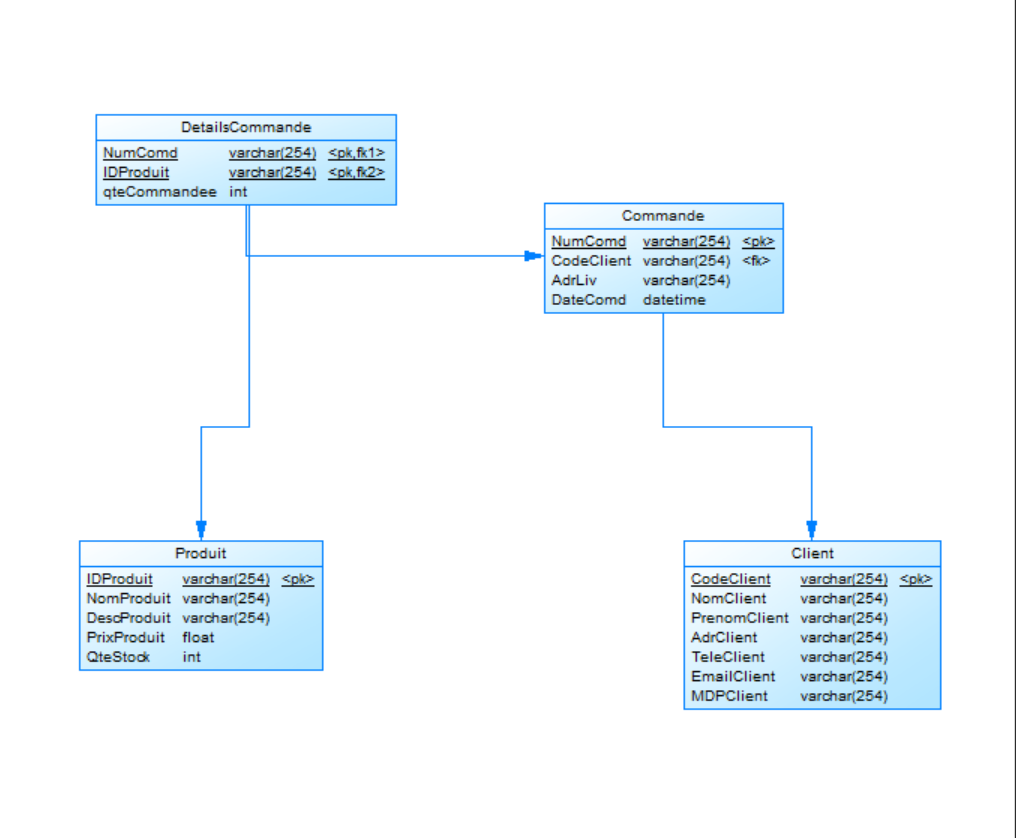 DetailsCommande
NumComd varchar(254) <pk,fk1>
IDProduit varchar(254) <pk,fk2>
qteCommandee int
Commande
NumComd varchar(254) <pk>
CodeClient varchar(254) <fk>
AdrLiv varchar(254)
DateComd datetime
Produit
IDProduit varchar(254) <pk>
NomProduit varchar(254)
DescProduit varchar(254)
PrixProduit float
QteStock int
Client
CodeClient varchar(254) <pk>
NomClient varchar(254)
PrenomClient varchar(254)
AdrClient varchar(254)
TeleClient varchar(254)
EmailClient varchar(254)
MDPClient varchar(254)